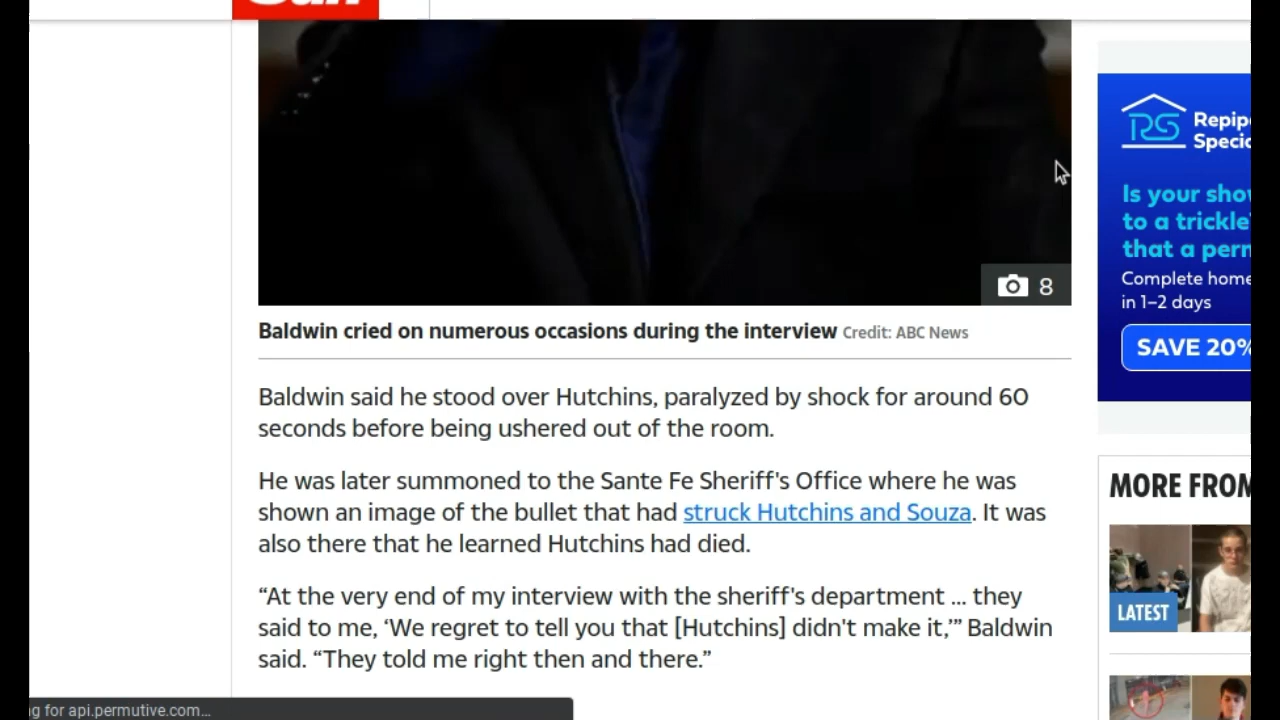 Sun
8
Baldwin cried on numerous occasions during the interview Credit: ABC News
Baldwin said he stood over Hutchins, paralyzed by shock for around 60
seconds before being ushered out of the room.
He was later summoned to the Sante Fe Sheriff's Office where he was
shown an image of the bullet that had struck Hutchins and Souza. It was
also there that he learned Hutchins had died.
“At the very end of my interview with the sheriff's department ... they
said to me, ‘We regret to tell you that [Hutchins] didn't make it,’” Baldwin
said. “They told me right then and there.”
RS
Repip
Speci
Is your sho
to a trickle
that a perm
Complete home
in 1–2 days
SAVE 20%
MORE FROM
LATEST
g for api.permutive.com...